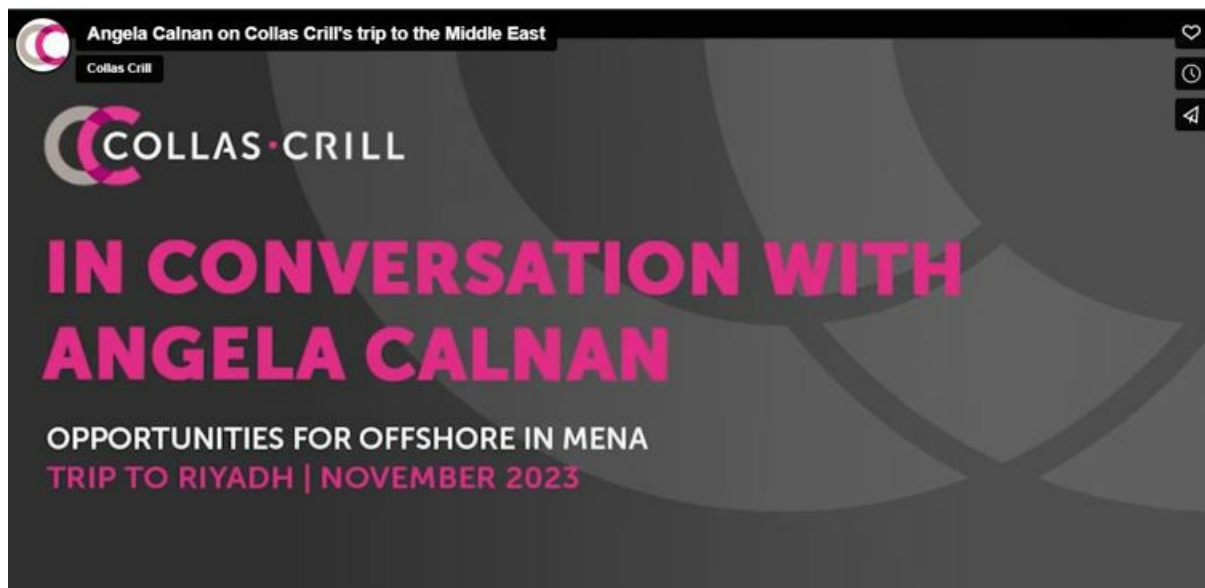 Angela Calnan on Collas Crill's trip to the Middle East
Collas Crill
COLLAS·CRILL
IN CONVERSATION WITH
ANGELA CALNAN
OPPORTUNITIES FOR OFFSHORE IN MENA
TRIP TO RIYADH | NOVEMBER 2023